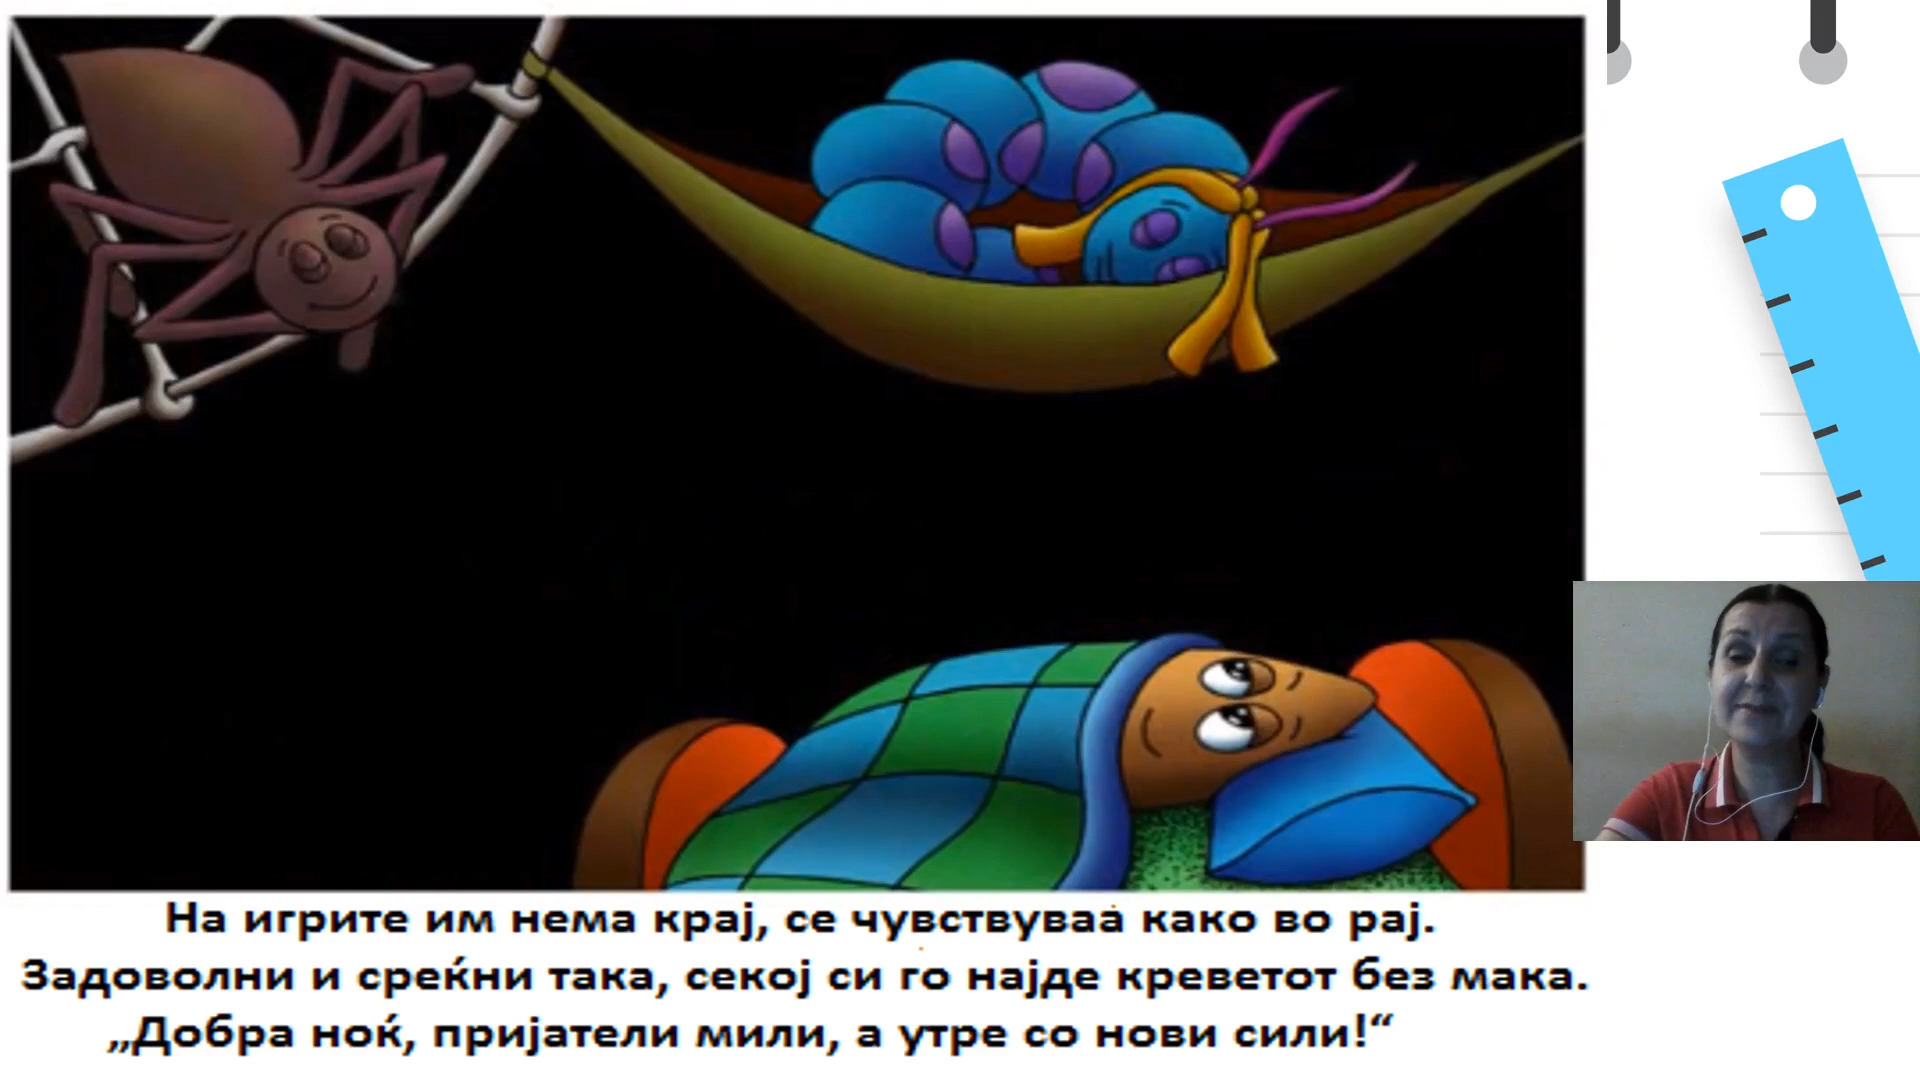 На игрите им нема крај, се чувствуваа како во рај.
Задоволни и среќни така, секој си го најде креветот без мака.
„Добра ноќ, пријатели мили, а утре со нови сили!“